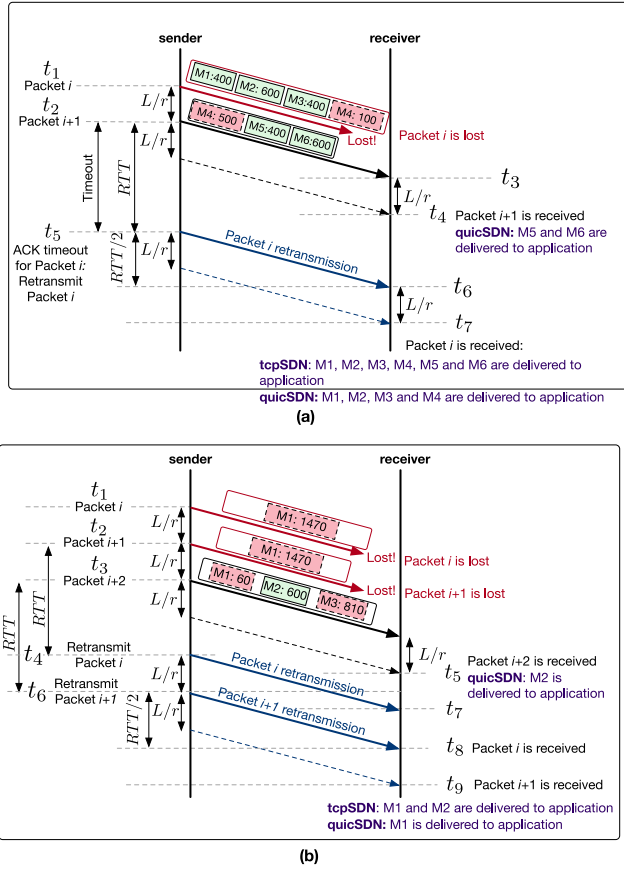 sender
receiver
t1
Packet i
M1:400
M2: 600
M3:400
M4: 100
t2
Packet i+1
L/r
Lost!
Packet i is lost
M4: 500
M5:400
M6:600
L/r
Timeout
RTT
t3
L/r
t4
Packet i+1 is received
quicSDN: M5 and M6 are
delivered to application
t5
ACK timeout
for Packet i:
Retransmit
Packet i
RTT/2
L/r
Packet i retransmission
t6
L/r
t7
Packet i is received:
tcpSDN: M1, M2, M3, M4, M5 and M6 are delivered to
application
quicSDN: M1, M2, M3 and M4 are delivered to application
(a)
sender
receiver
t1
Packet i
M1: 1470
L/r
t2
Packet i+1
Lost!
Packet i is lost
M1: 1470
L/r
t3
Packet i+2
Lost!
Packet i+1 is lost
M1: 60
M2: 600
M3: 810
L/r
RTT
RTT
L/r
t4
Retransmit
Packet i
t5
Packet i+2 is received
quicSDN: M2 is
delivered to application
L/r
Packet i retransmission
t6
Retransmit
Packet i+1
t7
RTT/2
L/r
Packet i+1 retransmission
t8
Packet i is received
t9
Packet i+1 is received
tcpSDN: M1 and M2 are delivered to application
quicSDN: M1 is delivered to application
(b)